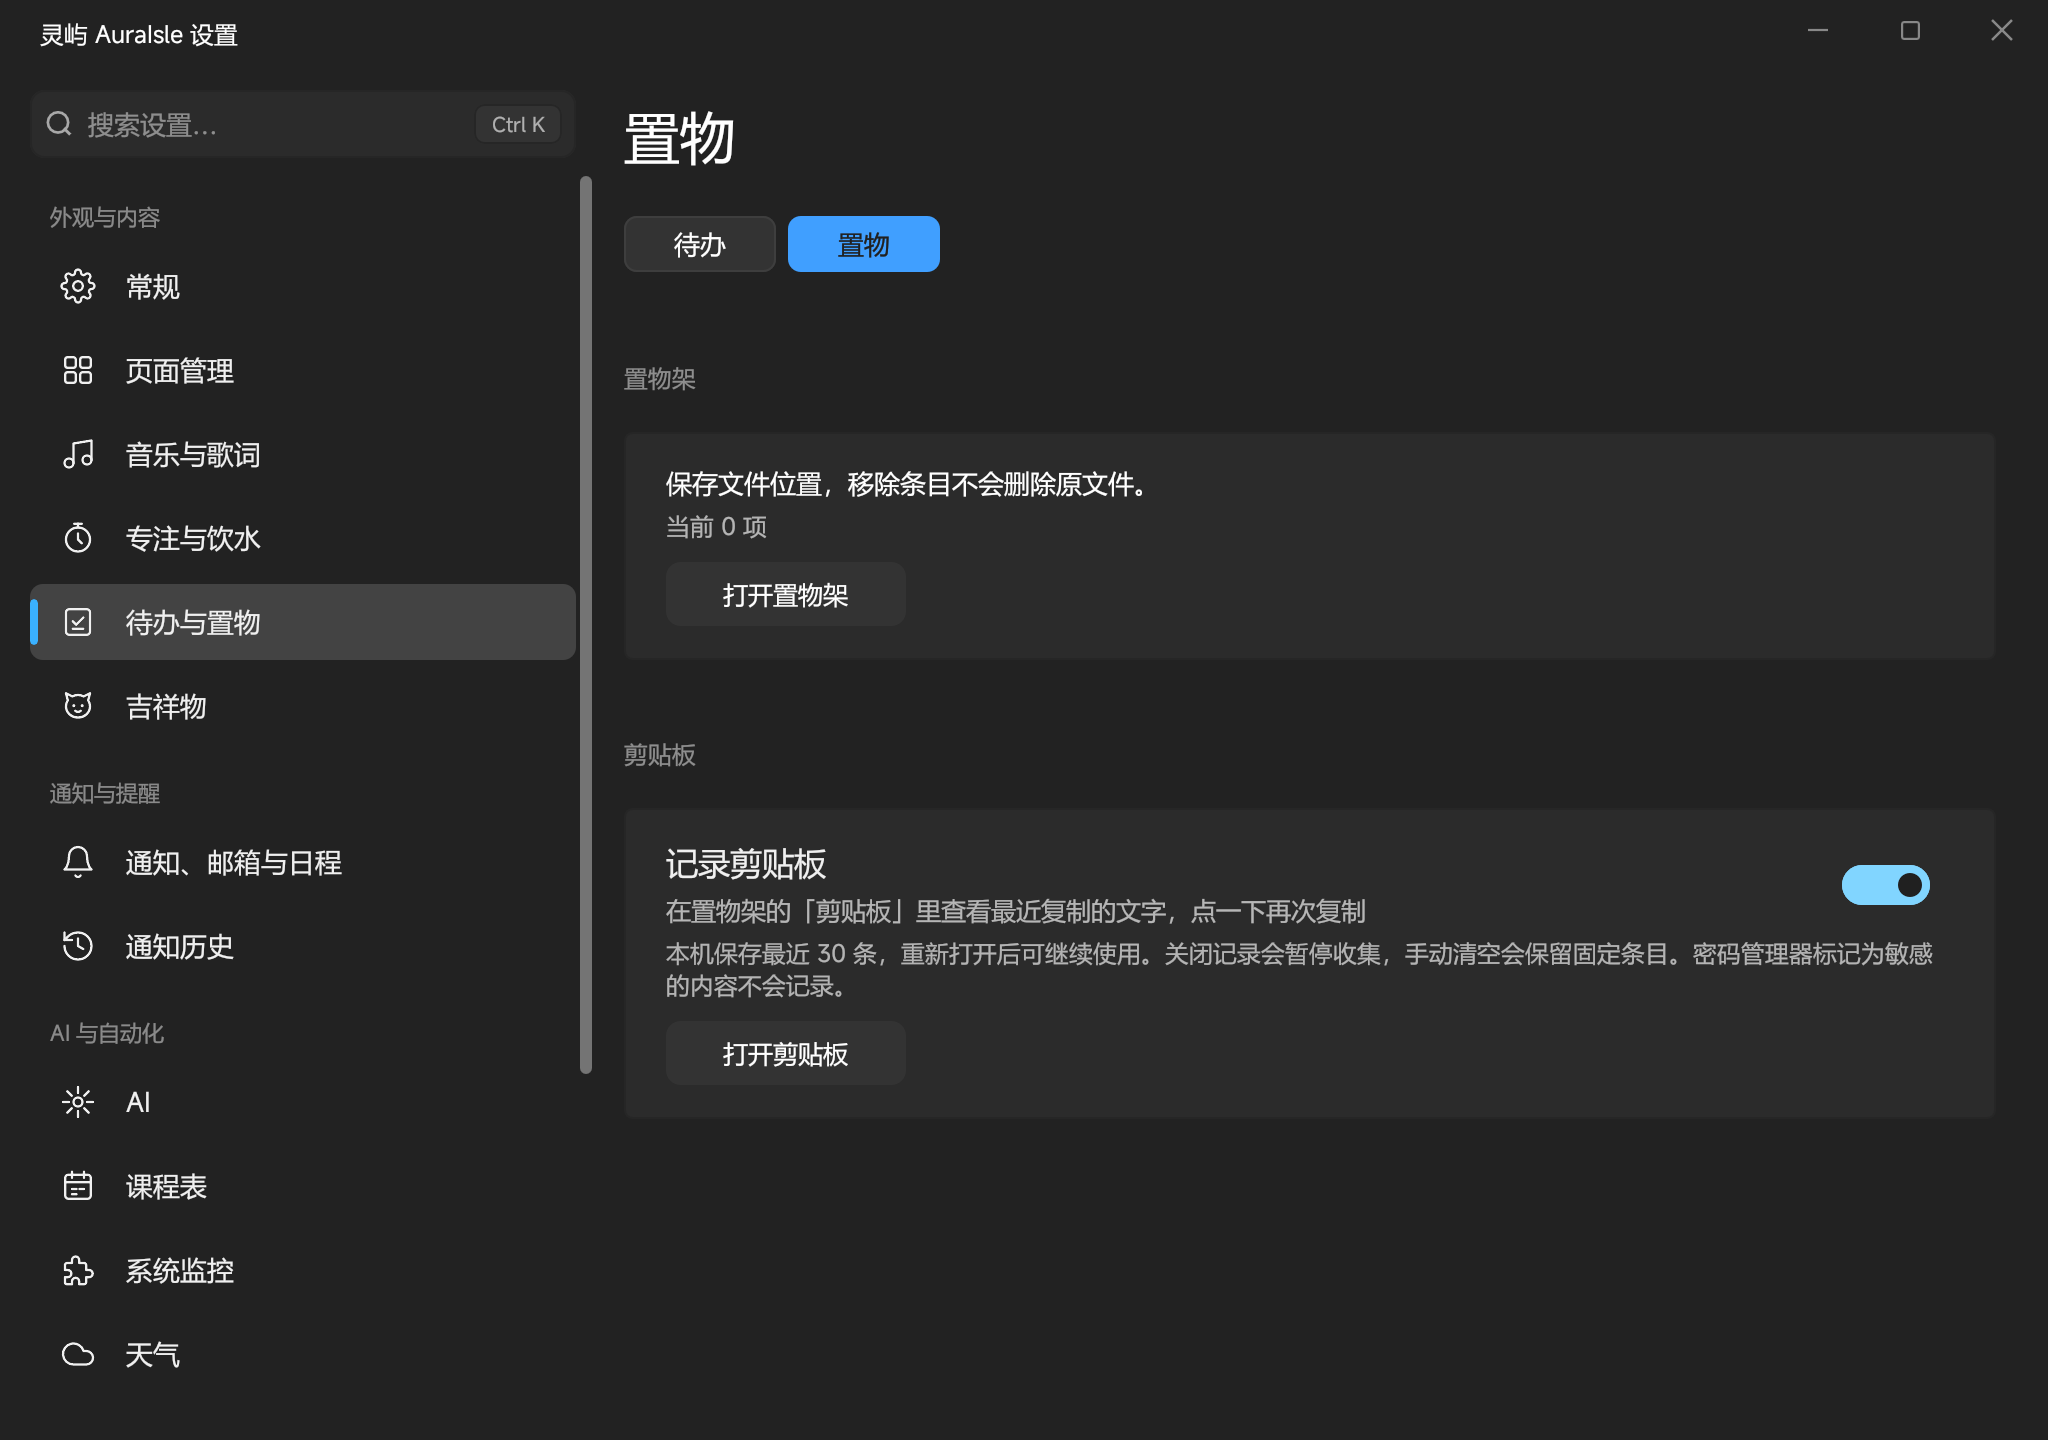 灵屿 AuraIsle 设置
搜索设置...
Ctrl K
外观与内容
常规
页面管理
音乐与歌词
专注与饮水
待办与置物
吉祥物
通知与提醒
通知、邮箱与日程
通知历史
AI 与自动化
AI
课程表
系统监控
天气
置物
待办
置物
置物架
保存文件位置，移除条目不会删除原文件。
当前 0 项
打开置物架
剪贴板
记录剪贴板
在置物架的「剪贴板」里查看最近复制的文字，点一下再次复制
本机保存最近 30 条，重新打开后可继续使用。关闭记录会暂停收集，手动清空会保留固定条目。密码管理器标记为敏感
的内容不会记录。
打开剪贴板